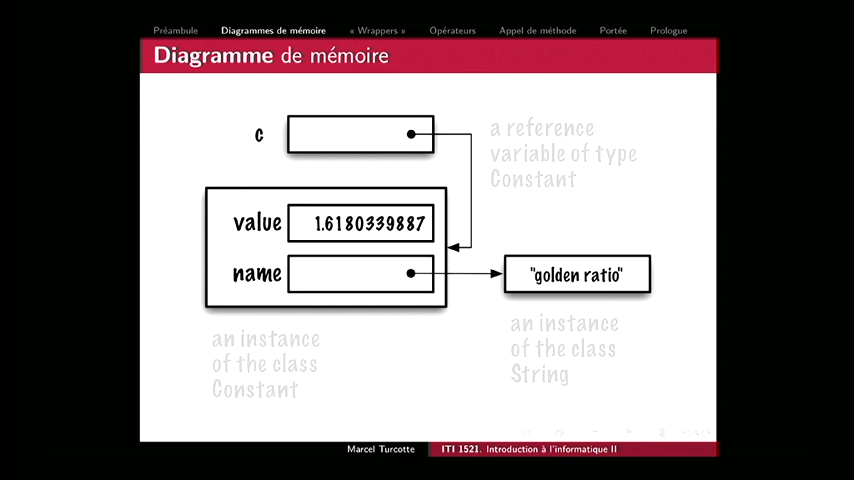 Préambule Diagrammes de mémoire « Wrappers » Opérateurs Appel de méthode Portée Prologue
Diagramme de mémoire
c
a reference
variable of type
Constant
value 1.6180339887
name "golden ratio"
an instance
of the class
Constant
an instance
of the class
String
Marcel Turcotte ITI 1521. Introduction à l'informatique II